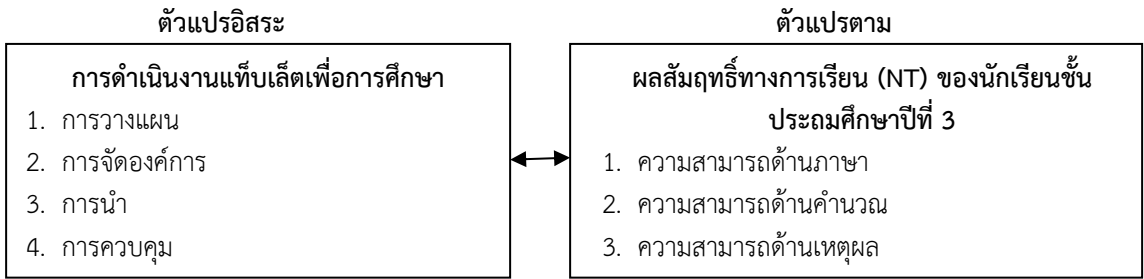 ตัวแปรอิสระ
การดำเนินงานแท็บเล็ตเพื่อการศึกษา
1. การวางแผน
2. การจัดองค์การ
3. การนำ
4. การควบคุม
ตัวแปรตาม
ผลสัมฤทธิ์ทางการเรียน (NT) ของนักเรียนชั้น
ประถมศึกษาปีที่ 3
1. ความสามารถด้านภาษา
2. ความสามารถด้านคำนวณ
3. ความสามารถด้านเหตุผล